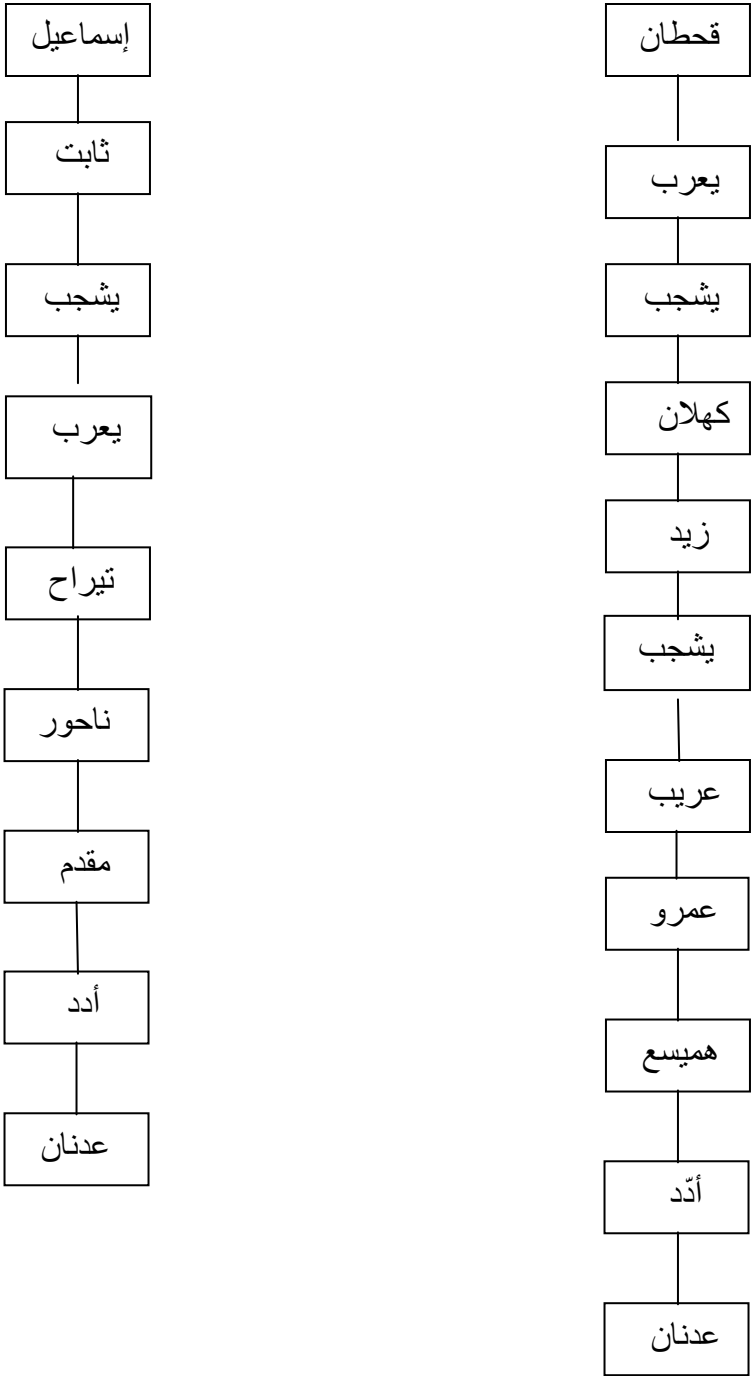 قحطان
يعرب
يشجب
كهلان
زيد
يشجب
عريب
عمرو
هميسع
أدّد
عدنان
إسماعيل
ثابت
يشجب
يعرب
تيراح
ناحور
مقدم
أدد
عدنان